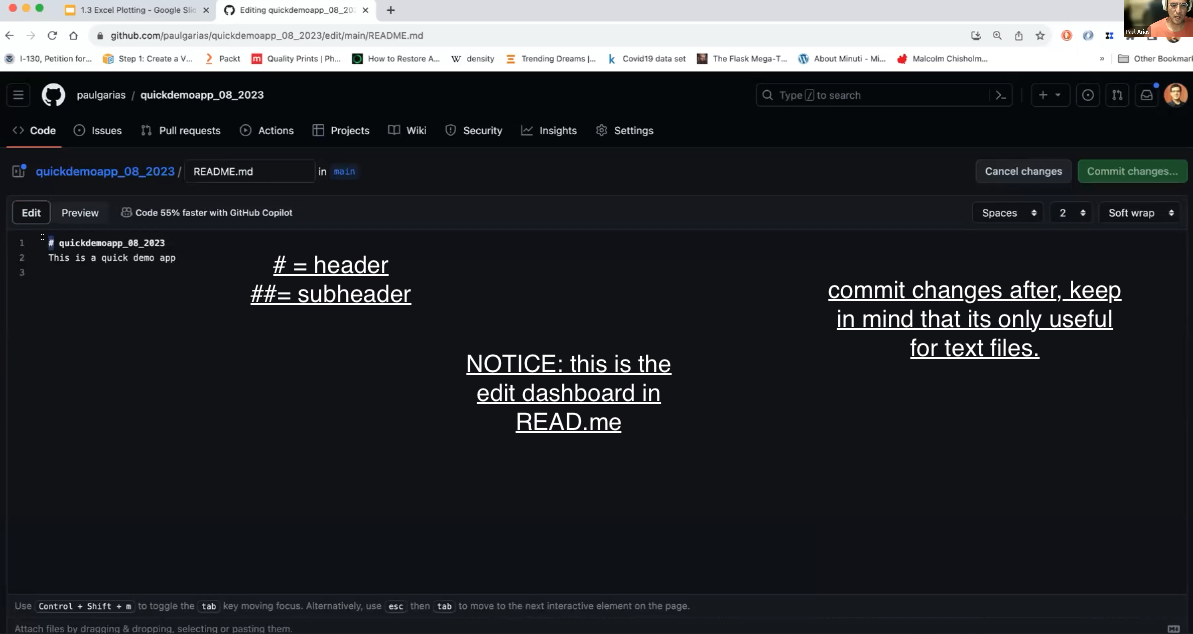 1.3 Excel Plotting - Google Sli
Editing quickdemoapp_08_202
github.com/paulgarias/quickdemoapp_08_2023/edit/main/README.md
I-130, Petition for...
Step 1: Create a V...
Packt
Quality Prints | Ph...
How to Restore A...
density
Trending Dreams |...
Covid19 data set
The Flask Mega-T...
About Minuti - Mi...
Malcolm Chisholm...
»
Other Bookmar
paulgarias / quickdemoapp_08_2023
Type / to search
Code
Issues
Pull requests
Actions
Projects
Wiki
Security
Insights
Settings
quickdemoapp_08_2023 / README.md in main
Cancel changes
Commit changes...
Edit
Preview
Code 55% faster with GitHub Copilot
Spaces
2
Soft wrap
1 # quickdemoapp_08_2023
2 This is a quick demo app
3
# = header
##= subheader
commit changes after, keep
in mind that its only useful
for text files.
NOTICE: this is the
edit dashboard in
READ.me
Use Control + Shift + m to toggle the tab key moving focus. Alternatively, use esc then tab to move to the next interactive element on the page.
Attach files by dragging & dropping, selecting or pasting them.